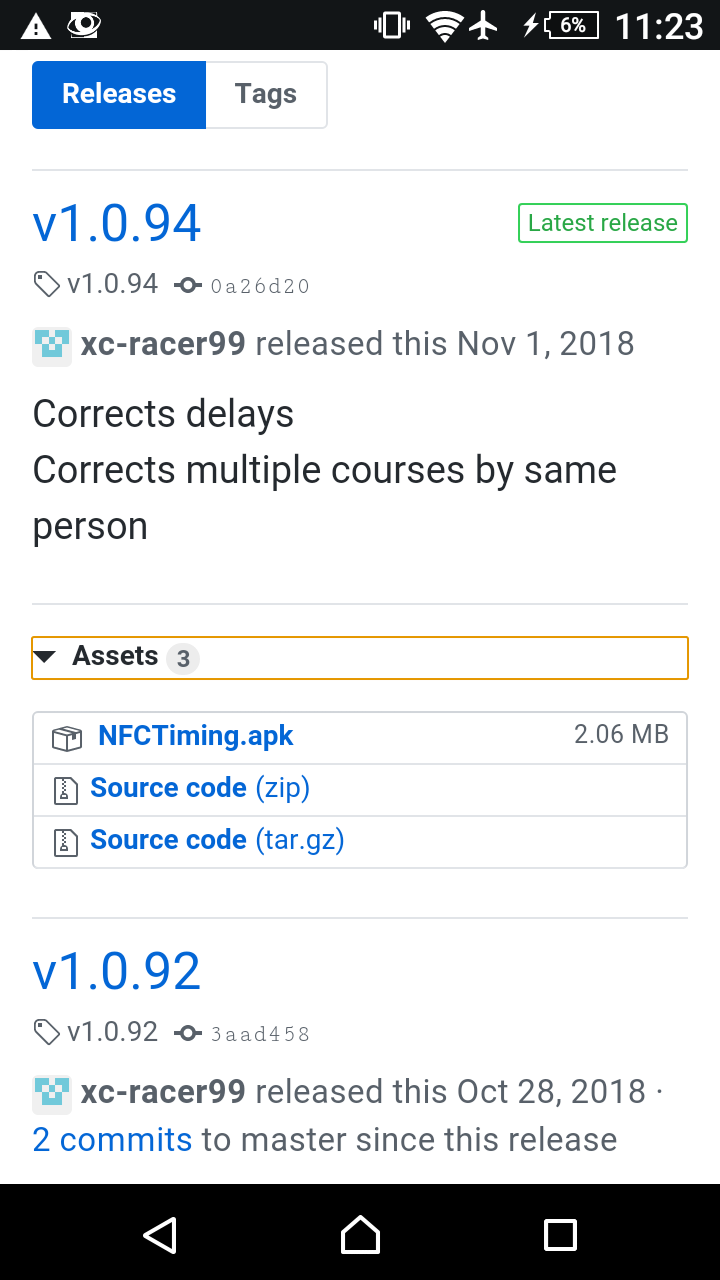 6% 11:23
Releases Tags
v1.0.94 Latest release
v1.0.94 0a26d20
xc-racer99 released this Nov 1, 2018
Corrects delays
Corrects multiple courses by same
person
Assets 3
NFCTiming.apk 2.06 MB
Source code (zip)
Source code (tar.gz)
v1.0.92
v1.0.92 3aad458
xc-racer99 released this Oct 28, 2018 ·
2 commits to master since this release